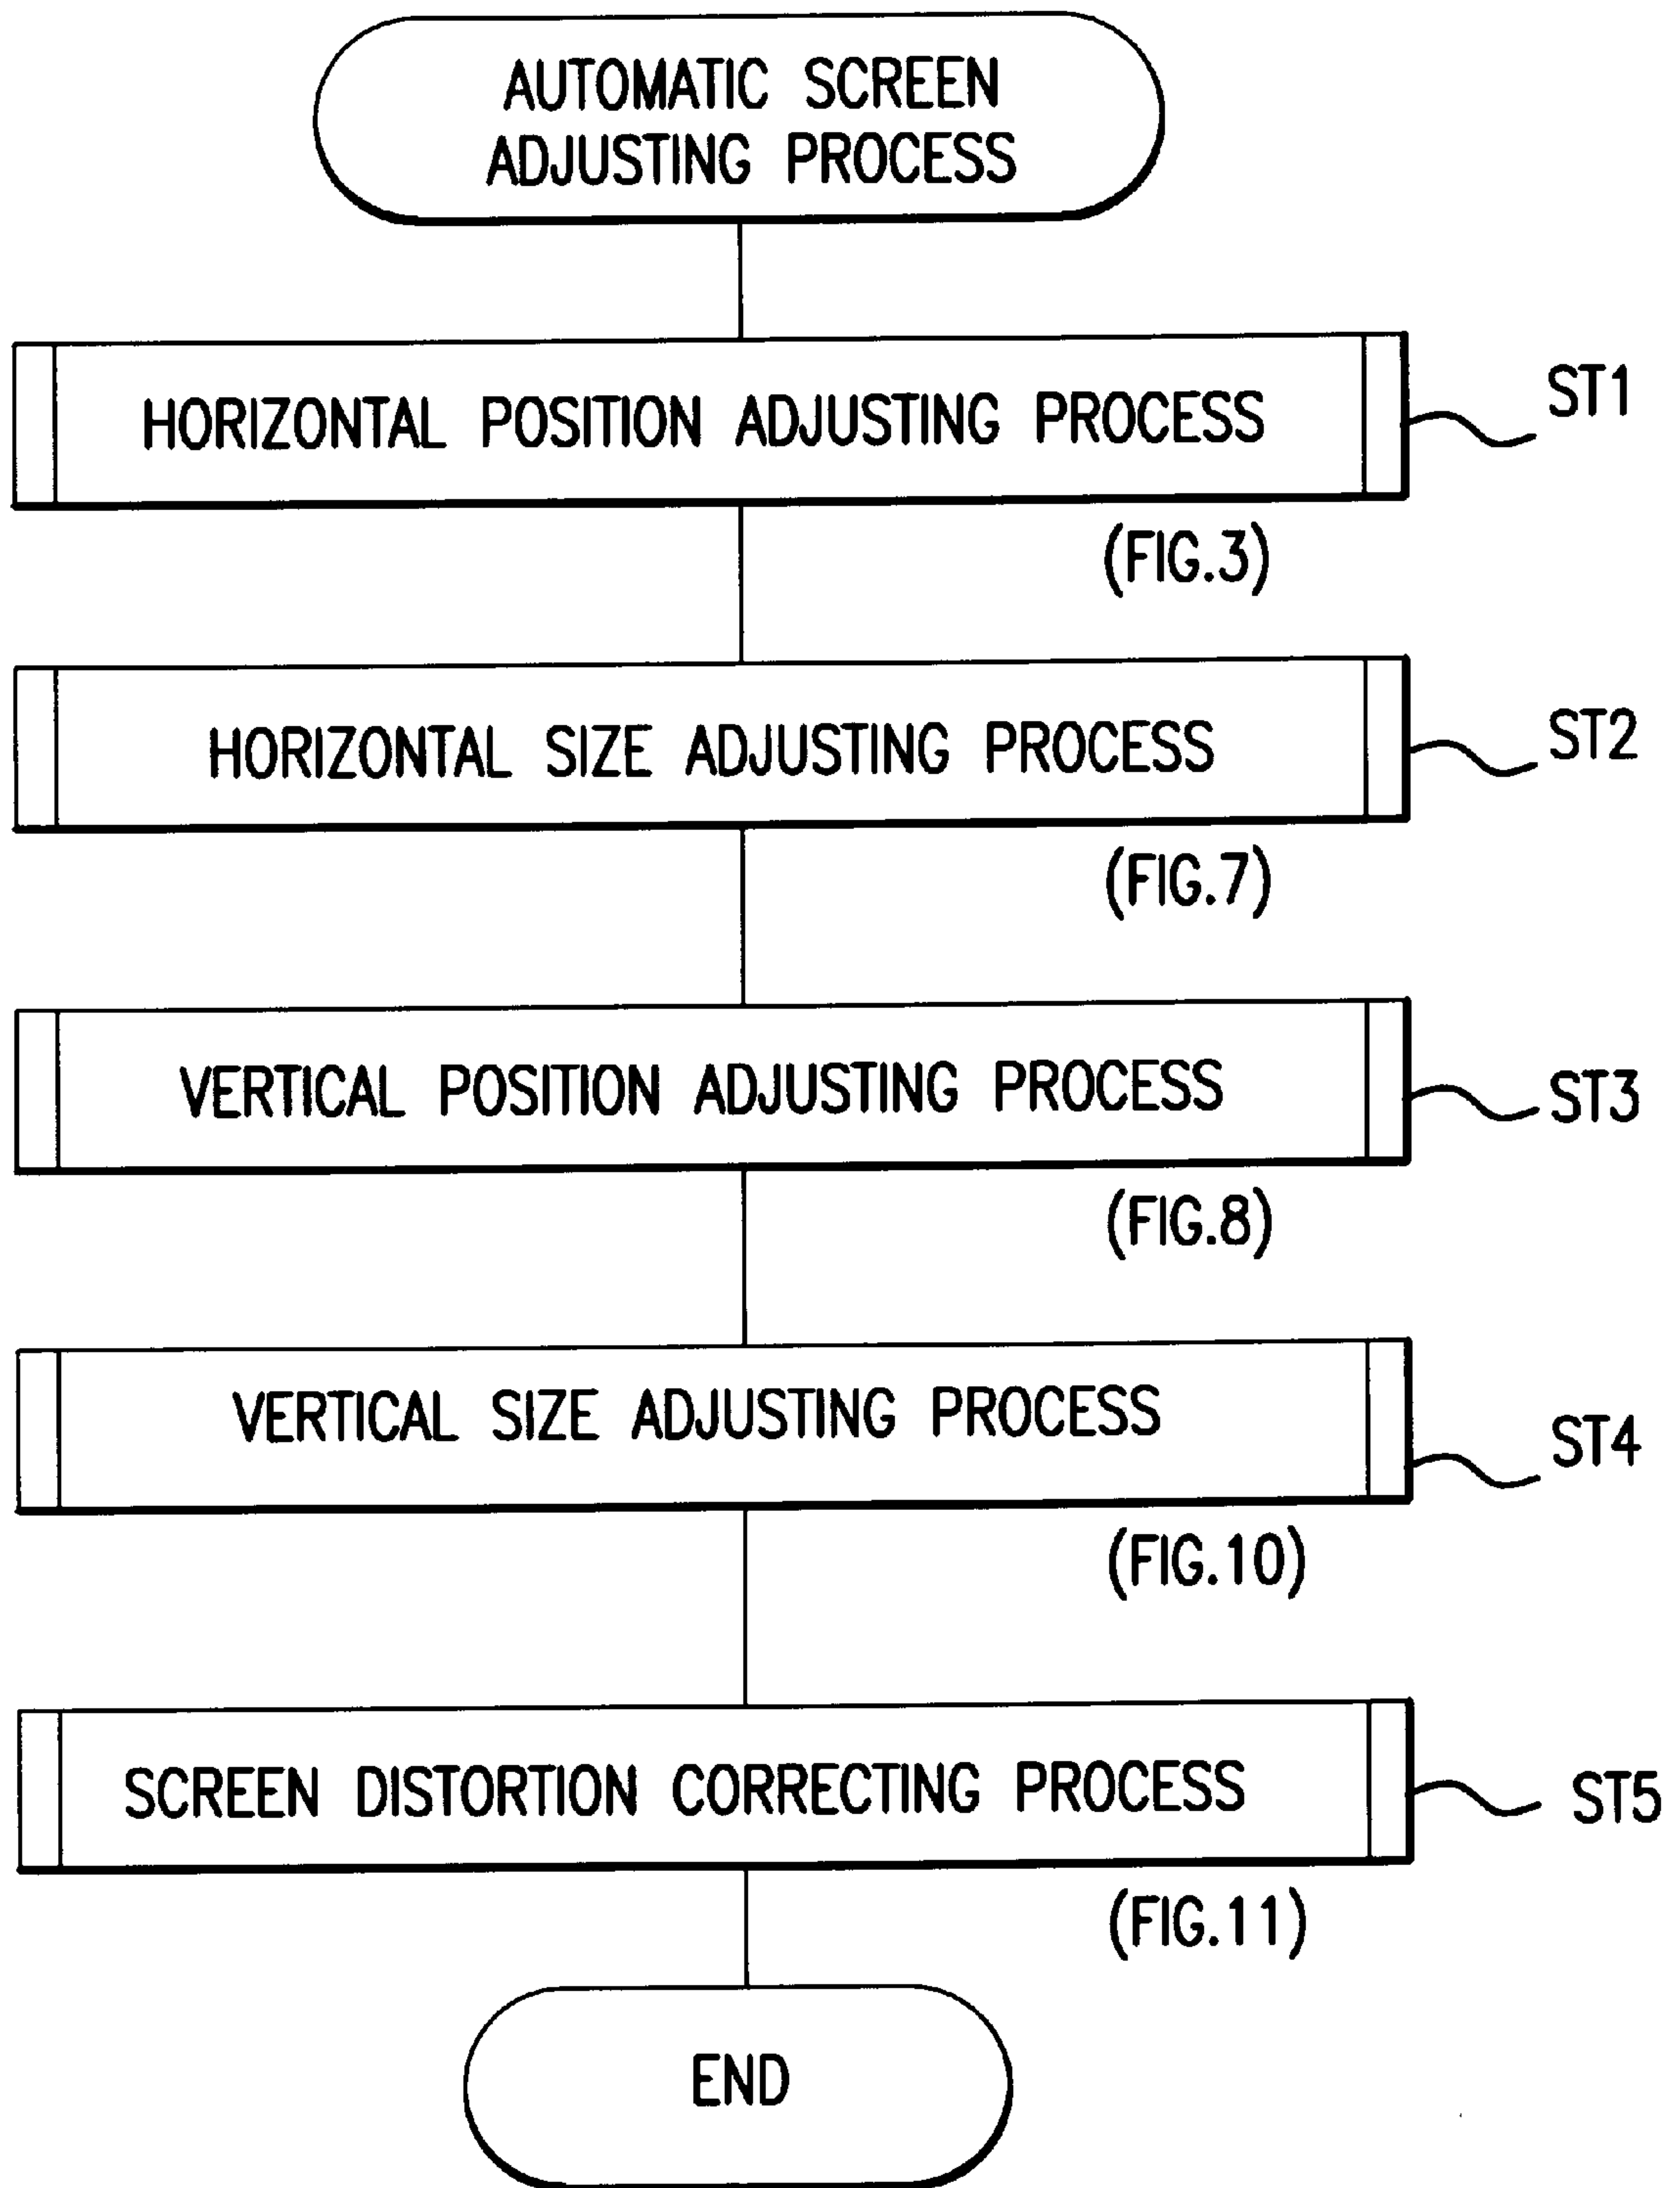 AUTOMATIC SCREEN
ADJUSTING PROCESS
HORIZONTAL POSITION ADJUSTING PROCESS
ST1
(FIG.3)
HORIZONTAL SIZE ADJUSTING PROCESS
ST2
(FIG.7)
VERTICAL POSITION ADJUSTING PROCESS
ST3
(FIG.8)
VERTICAL SIZE ADJUSTING PROCESS
ST4
(FIG.10)
SCREEN DISTORTION CORRECTING PROCESS
ST5
(FIG.11)
END